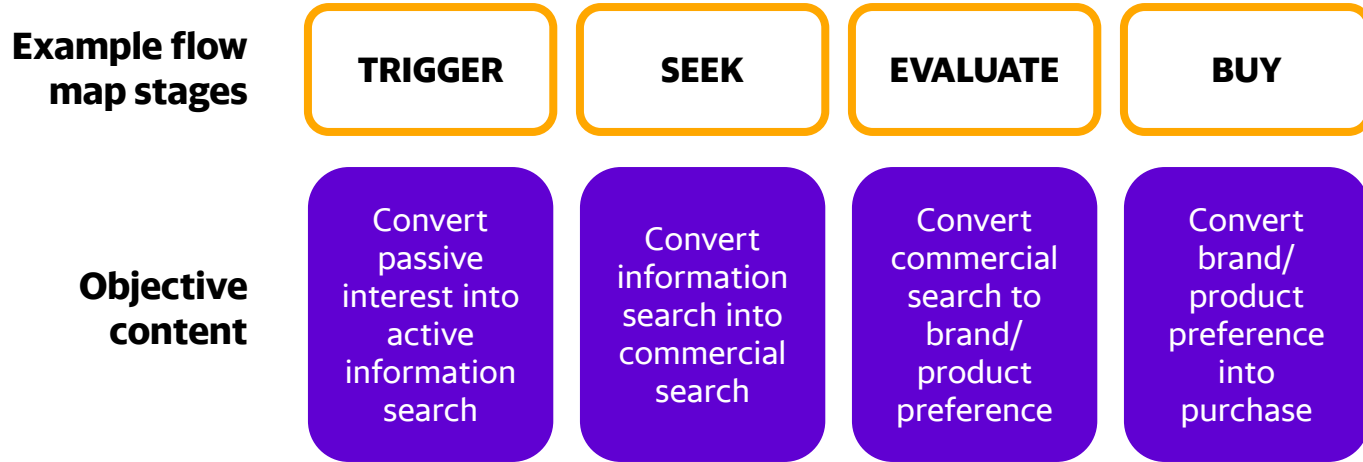 Example flow
map stages
TRIGGER
SEEK
EVALUATE
BUY
Objective
content
Convert
passive
interest into
active
information
search
Convert
information
search into
commercial
search
Convert
commercial
search to
brand/
product
preference
Convert
brand/
product
preference
into
purchase